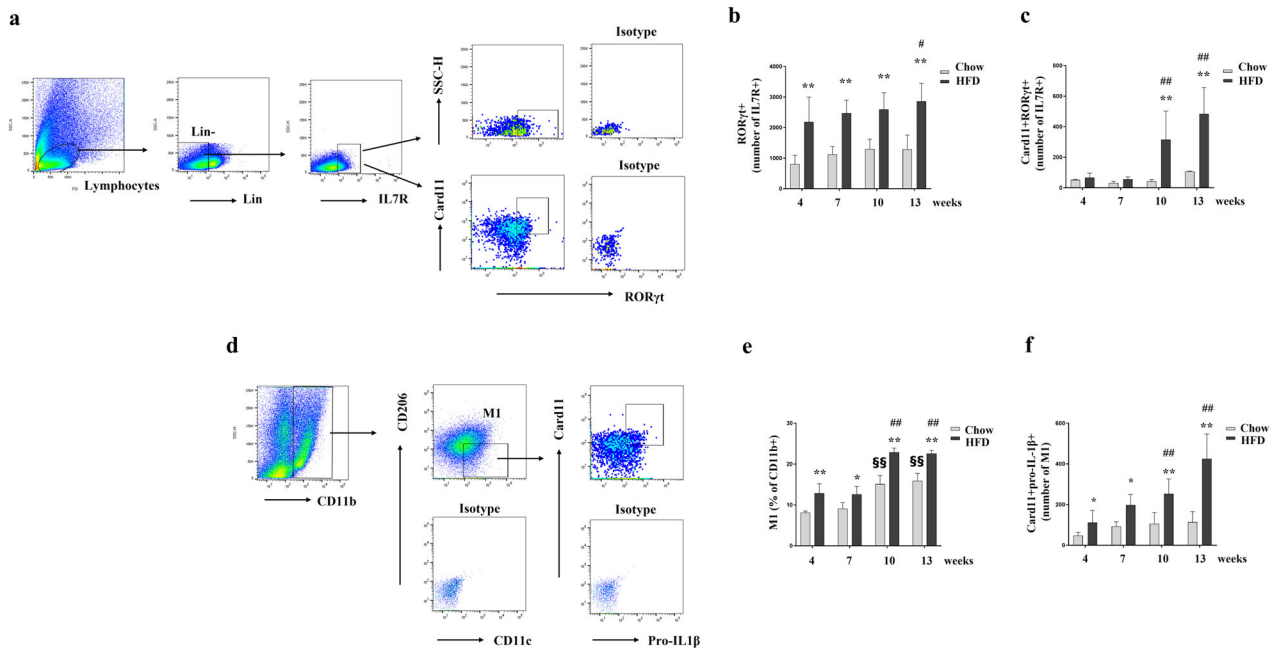 a
SSC-H
Isotype
Lin-
Lymphocytes
Lin
IL7R
Card11
Isotype
RORγt
b
RORγt+
(number of IL7R+)
4000
3000
2000
1000
0
#
**
**
**
**
Chow
HFD
4
7
10
13
weeks
c
Card11+RORγt+
(number of IL7R+)
800
600
400
200
0
##
**
##
**
Chow
HFD
4
7
10
13
weeks
d
CD206
M1
Card11
CD11b
Isotype
Isotype
CD11c
Pro-IL1β
e
M1 (% of CD11b+)
30
20
10
0
**
*
§§
##
**
§§
##
**
Chow
HFD
4
7
10
13
weeks
f
Card11+pro-IL-1β+
(number of M1)
600
400
200
0
*
*
##
**
##
**
Chow
HFD
4
7
10
13
weeks